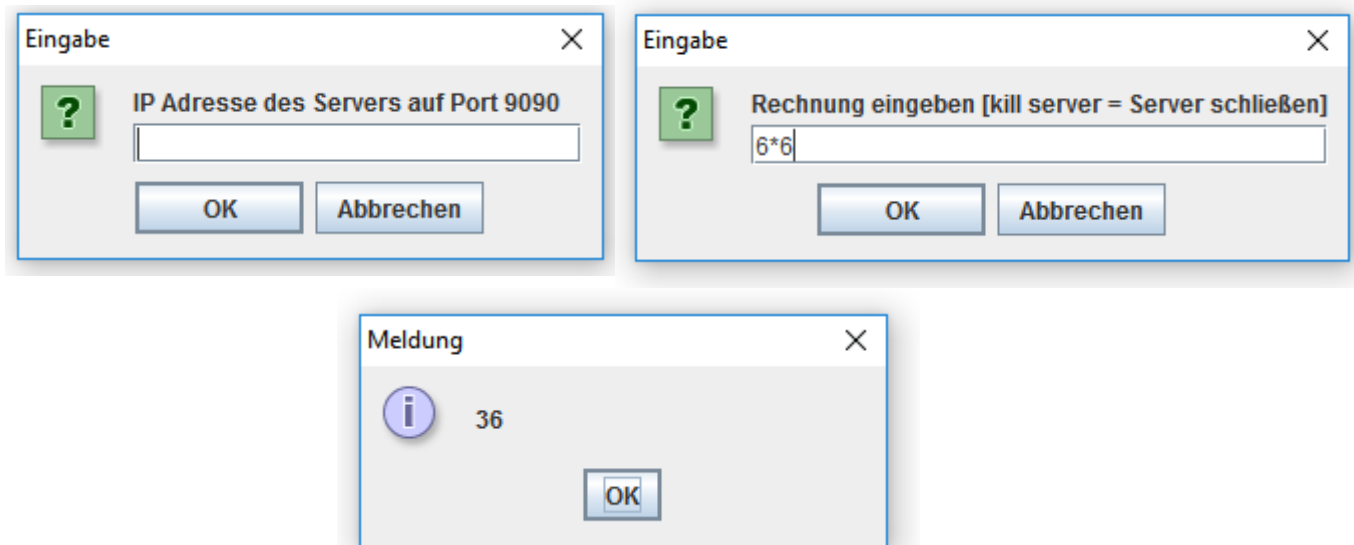 Eingabe
IP Adresse des Servers auf Port 9090
OK Abbrechen
Eingabe
Rechnung eingeben [kill server = Server schließen]
6*6
OK Abbrechen
Meldung
36
OK